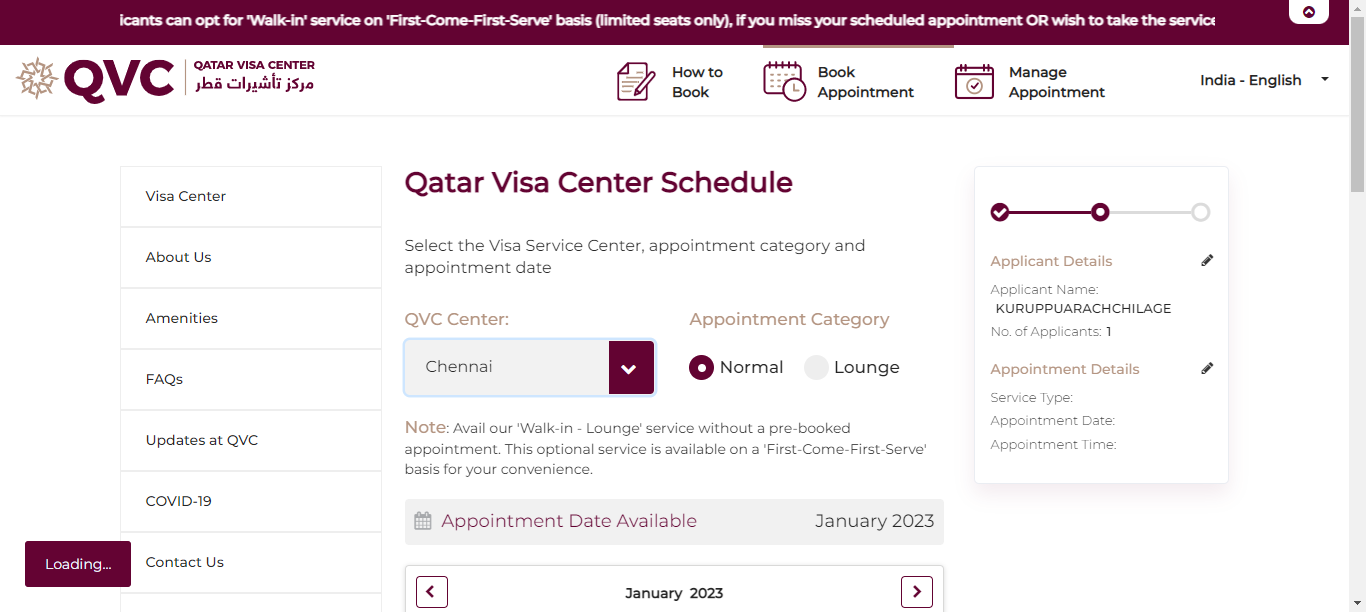 icants can opt for 'Walk-in' service on 'First-Come-First-Serve' basis (limited seats only), if you miss your scheduled appointment OR wish to take the service
QVC
QATAR VISA CENTER
مركز تأشيرات قطر
How to
Book
Book
Appointment
Manage
Appointment
India - English
Visa Center
About Us
Amenities
FAQs
Updates at QVC
COVID-19
Contact Us
Loading...
Qatar Visa Center Schedule
Select the Visa Service Center, appointment category and
appointment date
QVC Center:
Chennai
Appointment Category
Normal
Lounge
Note: Avail our 'Walk-in - Lounge' service without a pre-booked
appointment. This optional service is available on a 'First-Come-First-Serve'
basis for your convenience.
Appointment Date Available
January 2023
January 2023
Applicant Details
Applicant Name:
KURUPPUARACHCHILAGE
No. of Applicants: 1
Appointment Details
Service Type:
Appointment Date:
Appointment Time: